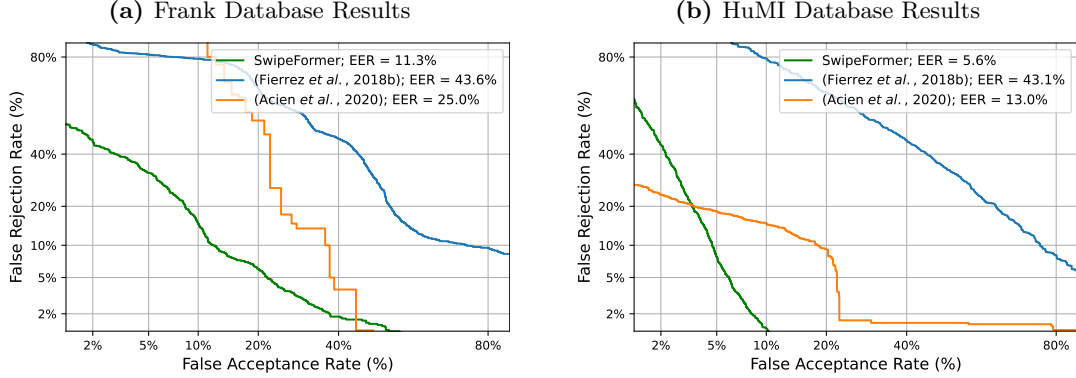 (a) Frank Database Results
80%
40%
20%
10%
5%
2%
False Rejection Rate (%)
SwipeFormer; EER = 11.3%
(Fierrez et al., 2018b); EER = 43.6%
(Acien et al., 2020); EER = 25.0%
2% 5% 10% 20% 40% 80%
False Acceptance Rate (%)
(b) HuMI Database Results
80%
40%
20%
10%
5%
2%
False Rejection Rate (%)
SwipeFormer; EER = 5.6%
(Fierrez et al., 2018b); EER = 43.1%
(Acien et al., 2020); EER = 13.0%
2% 5% 10% 20% 40% 80%
False Acceptance Rate (%)